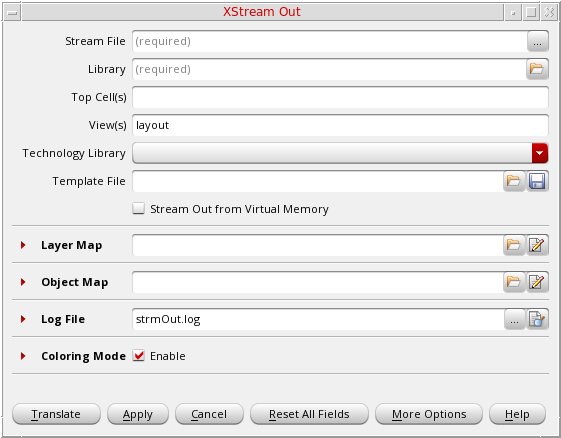 XStream Out
Stream File (required) ...
Library (required)
Top Cell(s)
View(s) layout
Technology Library
Template File
Stream Out from Virtual Memory
Layer Map
Object Map
Log File strmOut.log ...
Coloring Mode Enable
Translate Apply Cancel Reset All Fields More Options Help